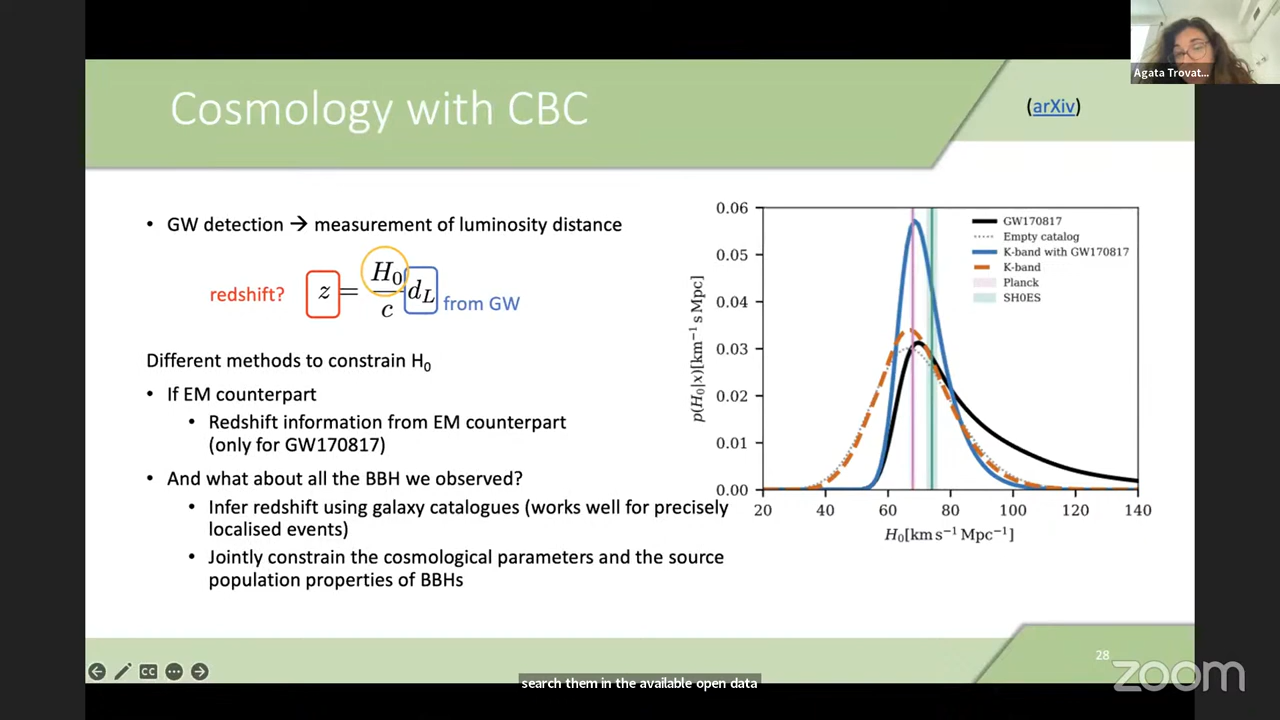 Agata Trovat...
Cosmology with CBC
(arXiv)
• GW detection → measurement of luminosity distance
redshift? z = H0/c dL from GW
Different methods to constrain H0
• If EM counterpart
• Redshift information from EM counterpart
(only for GW170817)
• And what about all the BBH we observed?
• Infer redshift using galaxy catalogues (works well for precisely
localised events)
• Jointly constrain the cosmological parameters and the source
population properties of BBHs
p(H0|x)[km⁻¹ s Mpc]
0.06
0.05
0.04
0.03
0.02
0.01
0.00
GW170817
Empty catalog
K-band with GW170817
K-band
Planck
SH0ES
20 40 60 80 100 120 140
H0[km s⁻¹ Mpc⁻¹]
28
CC
zoom
search them in the available open data